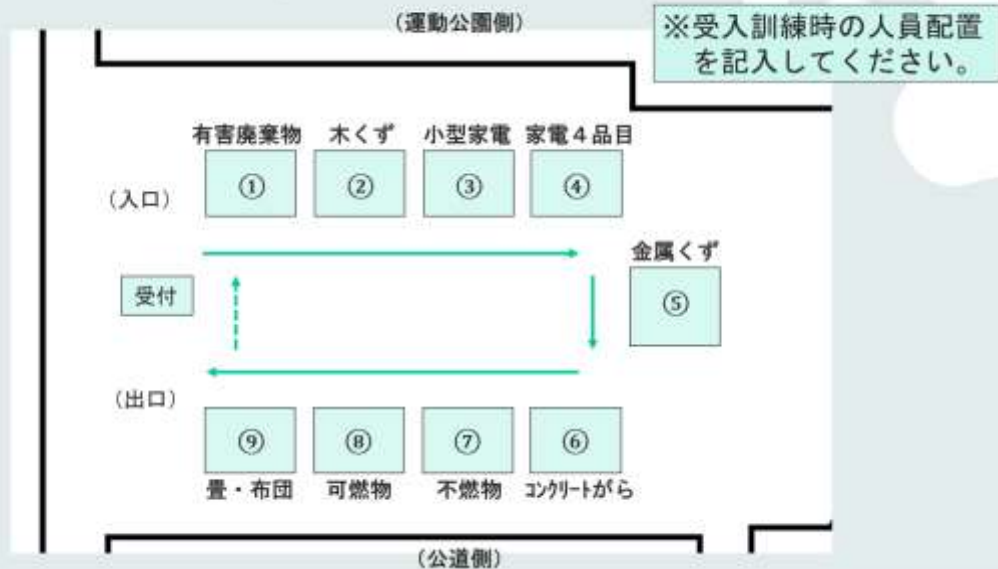 (運動公園側)
※受入訓練時の人員配置
を記入してください。
有害廃棄物 木くず 小型家電 家電4品目
(入口)
① ② ③ ④
金属くず
⑤
受付
(出口)
⑨ ⑧ ⑦ ⑥
畳・布団 可燃物 不燃物 コンクリートがら
(公道側)